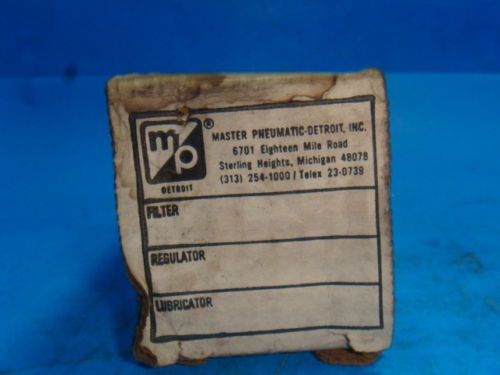 mp ®
DETROIT
MASTER PNEUMATIC-DETROIT, INC.
6701 Eighteen Mile Road
Sterling Heights, Michigan 48078
(313) 254-1000 / Telex 23-0739
FILTER
REGULATOR
LUBRICATOR